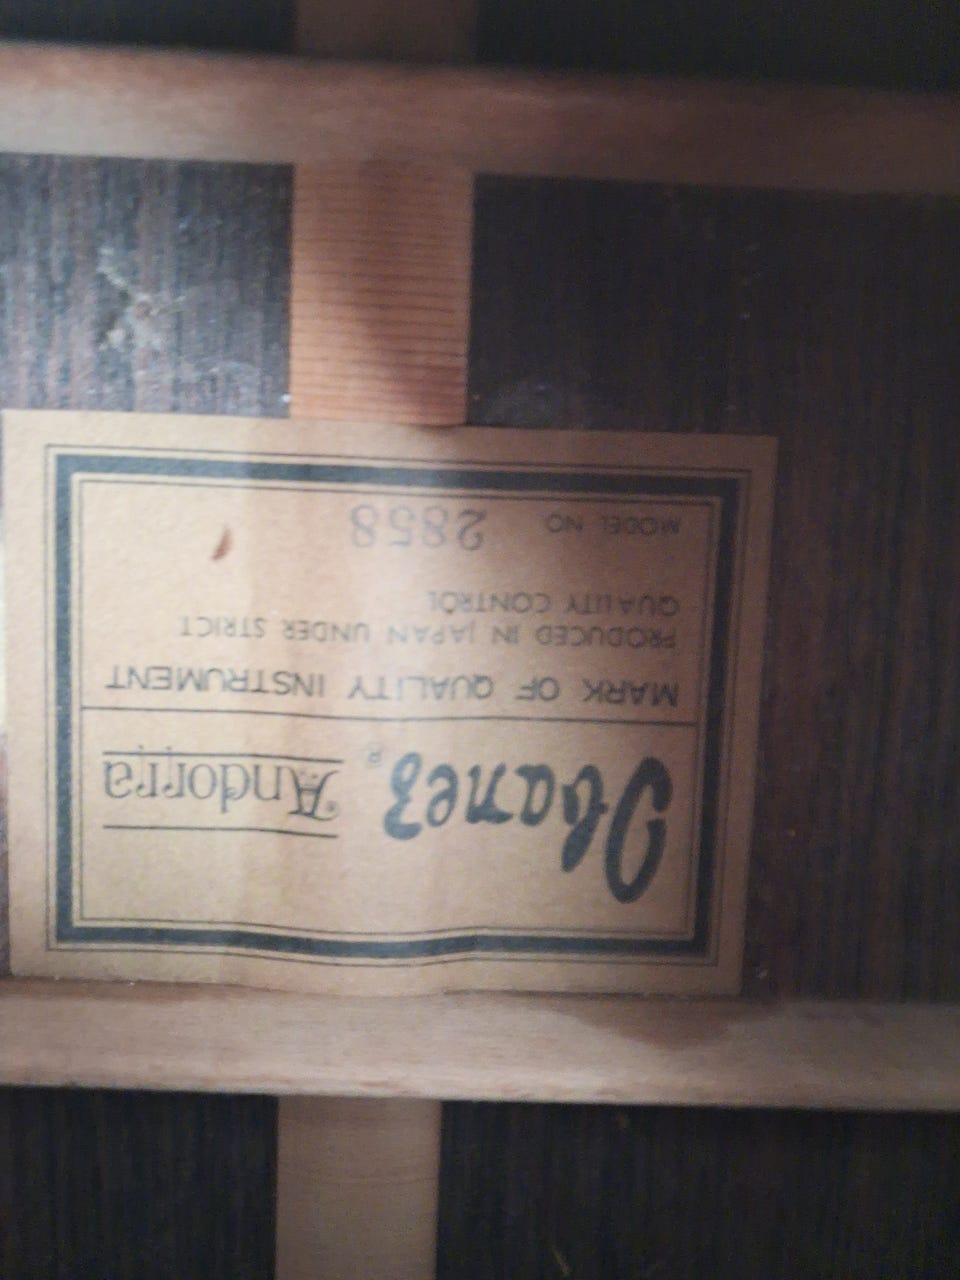 Ibanez® Andorra
MARK OF QUALITY INSTRUMENT
PRODUCED IN JAPAN UNDER STRICT
QUALITY CONTROL
MODEL NO 2858